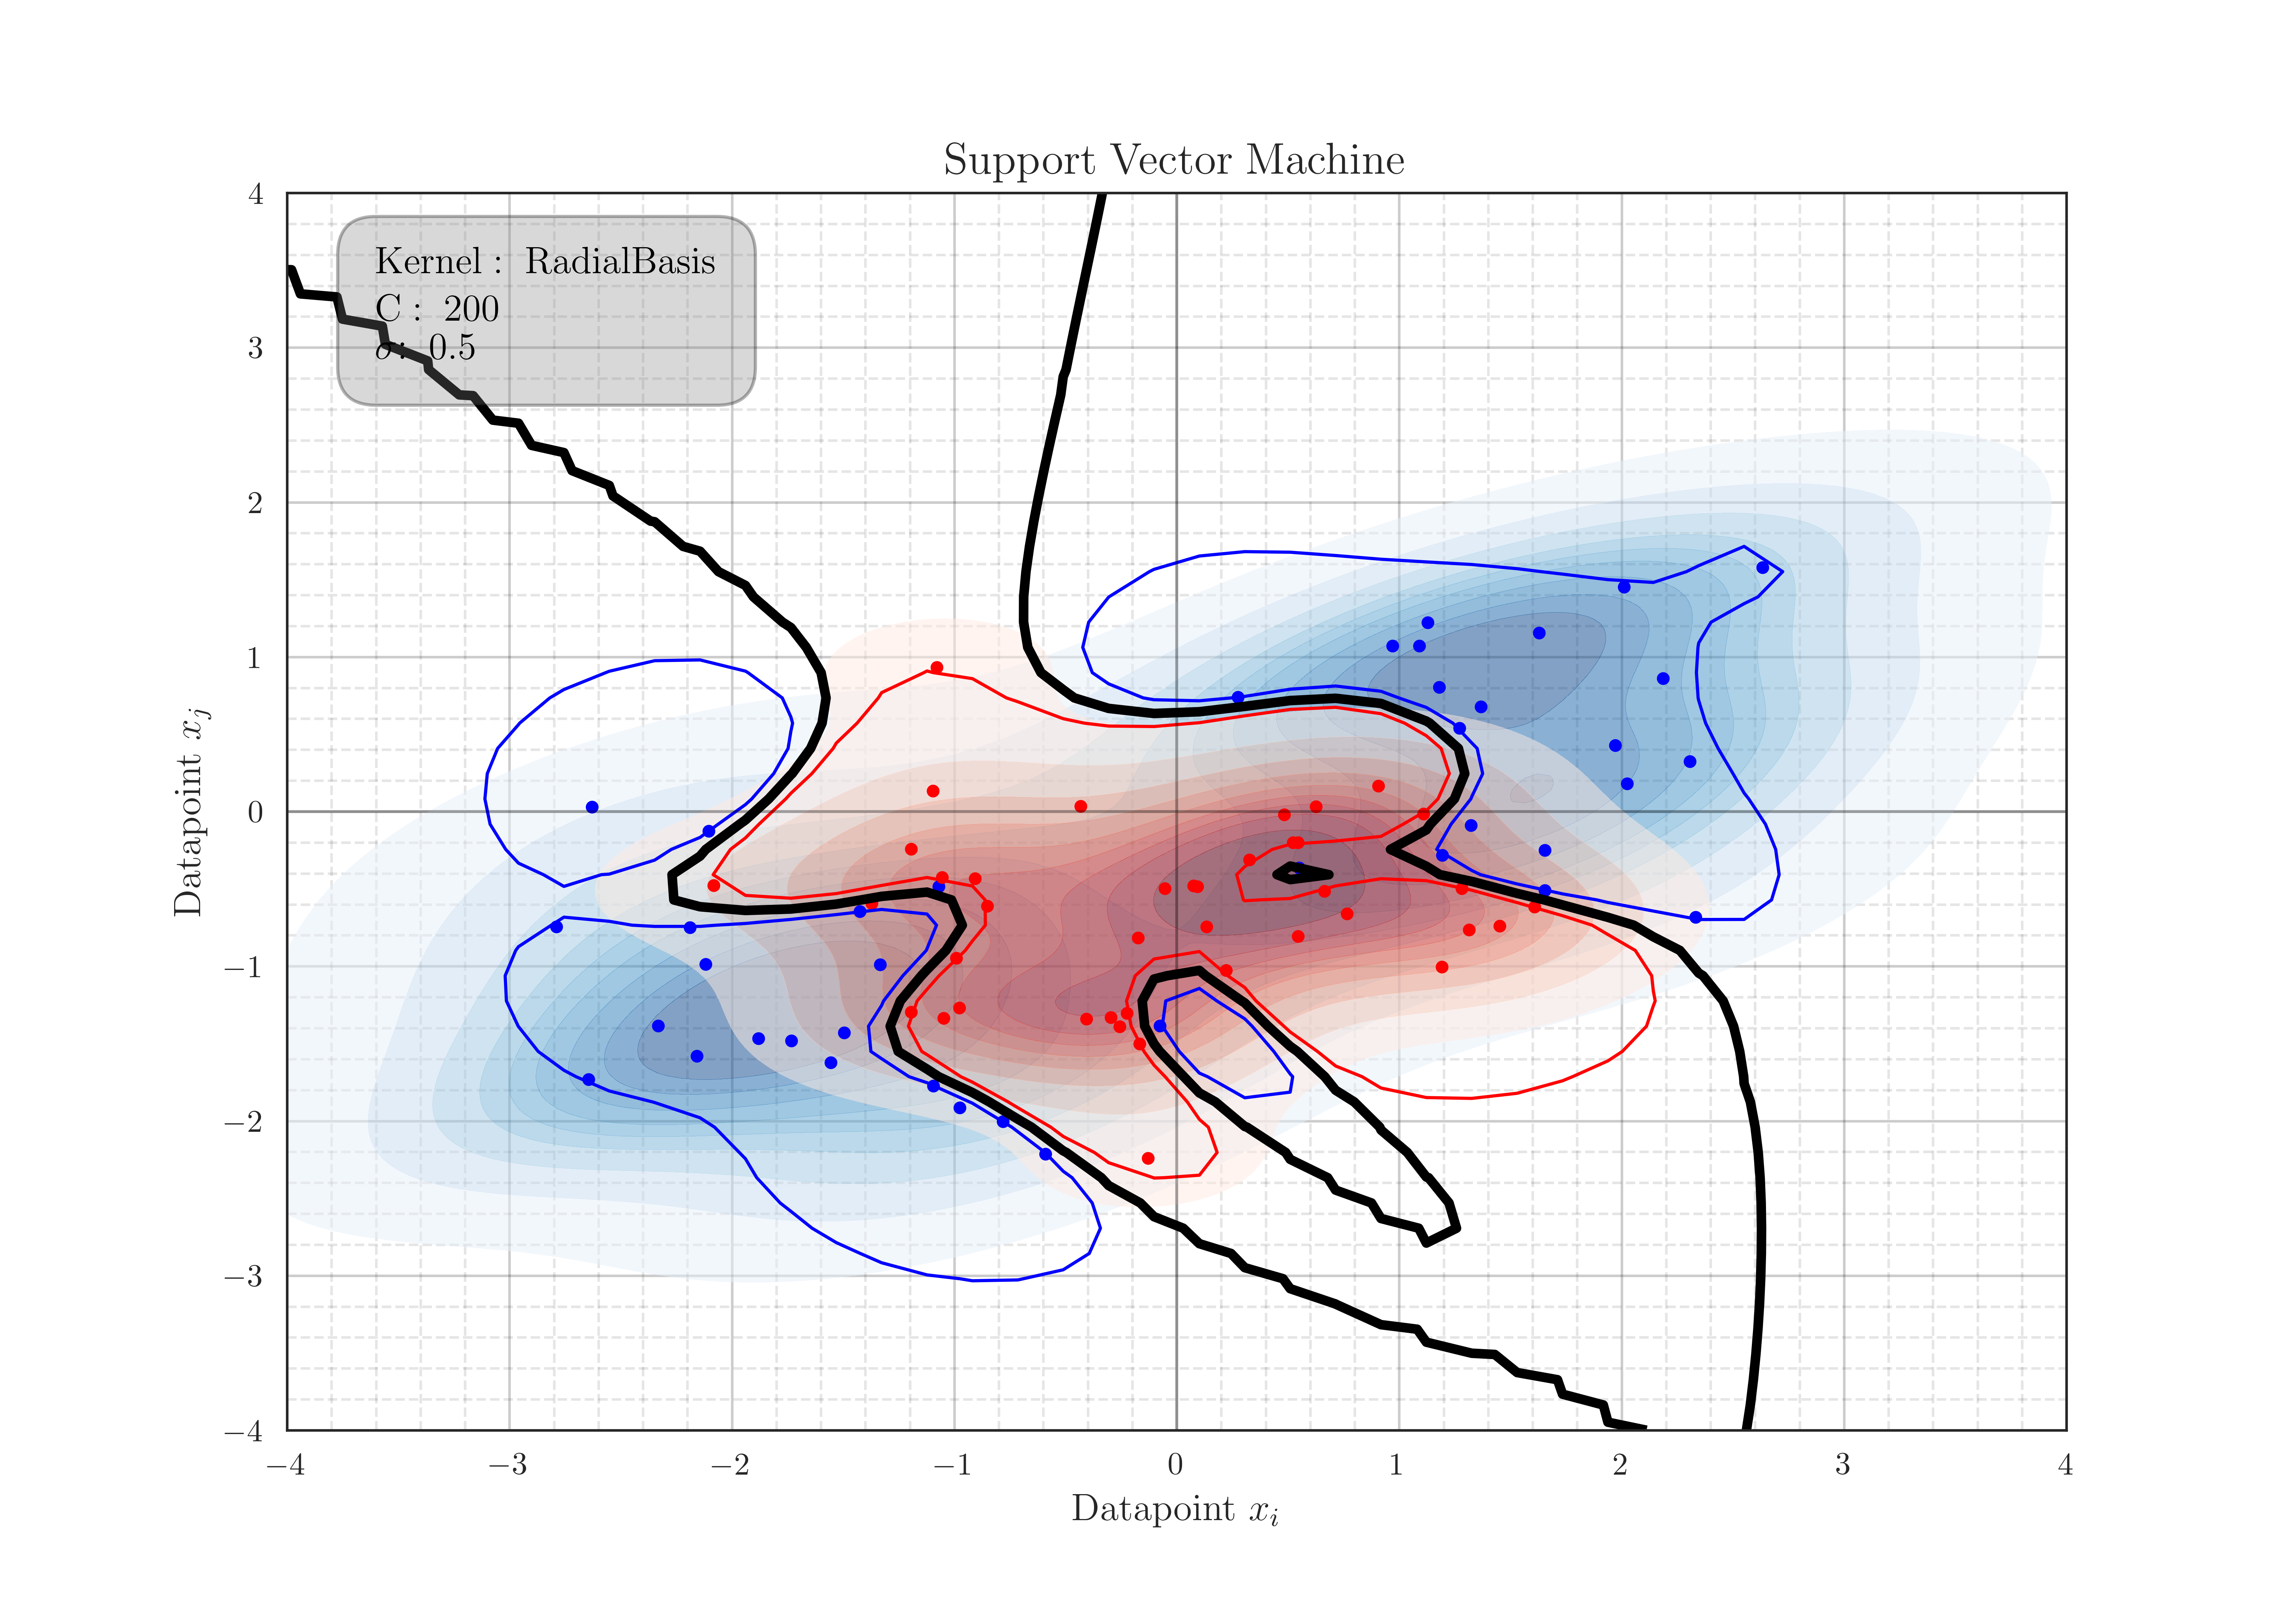 Support Vector Machine
Kernel : RadialBasis
C : 200
σ : 0.5
4
3
2
1
0
−1
−2
−3
−4
−4 −3 −2 −1 0 1 2 3 4
Datapoint x_j
Datapoint x_i